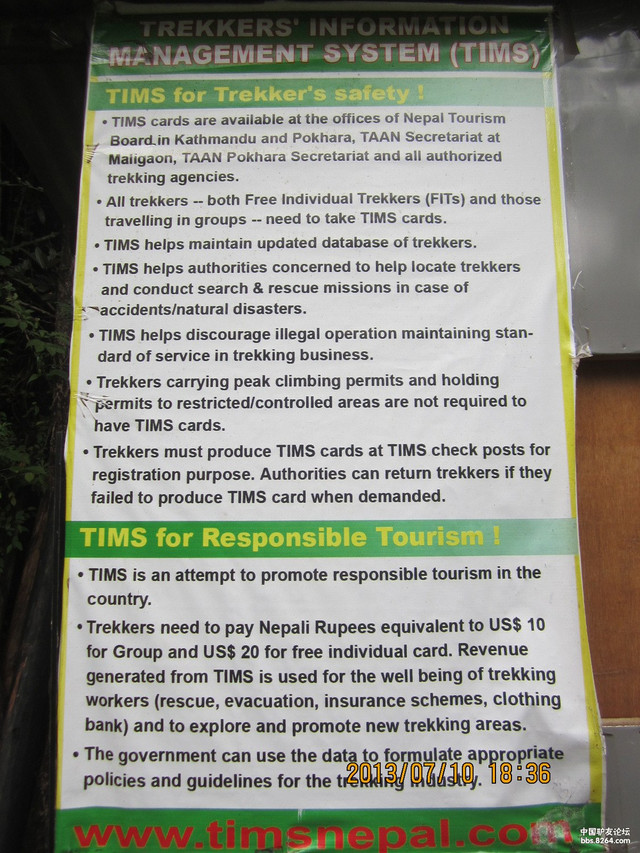 TREKKERS' INFORMATION
MANAGEMENT SYSTEM (TIMS)
TIMS for Trekker's safety !
• TIMS cards are available at the offices of Nepal Tourism
Board in Kathmandu and Pokhara, TAAN Secretariat at
Maligaon, TAAN Pokhara Secretariat and all authorized
trekking agencies.
• All trekkers -- both Free Individual Trekkers (FITs) and those
travelling in groups -- need to take TIMS cards.
• TIMS helps maintain updated database of trekkers.
• TIMS helps authorities concerned to help locate trekkers
and conduct search & rescue missions in case of
accidents/natural disasters.
• TIMS helps discourage illegal operation maintaining stan-
dard of service in trekking business.
• Trekkers carrying peak climbing permits and holding
permits to restricted/controlled areas are not required to
have TIMS cards.
• Trekkers must produce TIMS cards at TIMS check posts for
registration purpose. Authorities can return trekkers if they
failed to produce TIMS card when demanded.
TIMS for Responsible Tourism !
• TIMS is an attempt to promote responsible tourism in the
country.
• Trekkers need to pay Nepali Rupees equivalent to US$ 10
for Group and US$ 20 for free individual card. Revenue
generated from TIMS is used for the well being of trekking
workers (rescue, evacuation, insurance schemes, clothing
bank) and to explore and promote new trekking areas.
• The government can use the data to formulate appropriate
policies and guidelines for the trekking industry.
2013/07/10 18:36
www.timsnepal.com
中国驴友论坛
bbs.8264.com